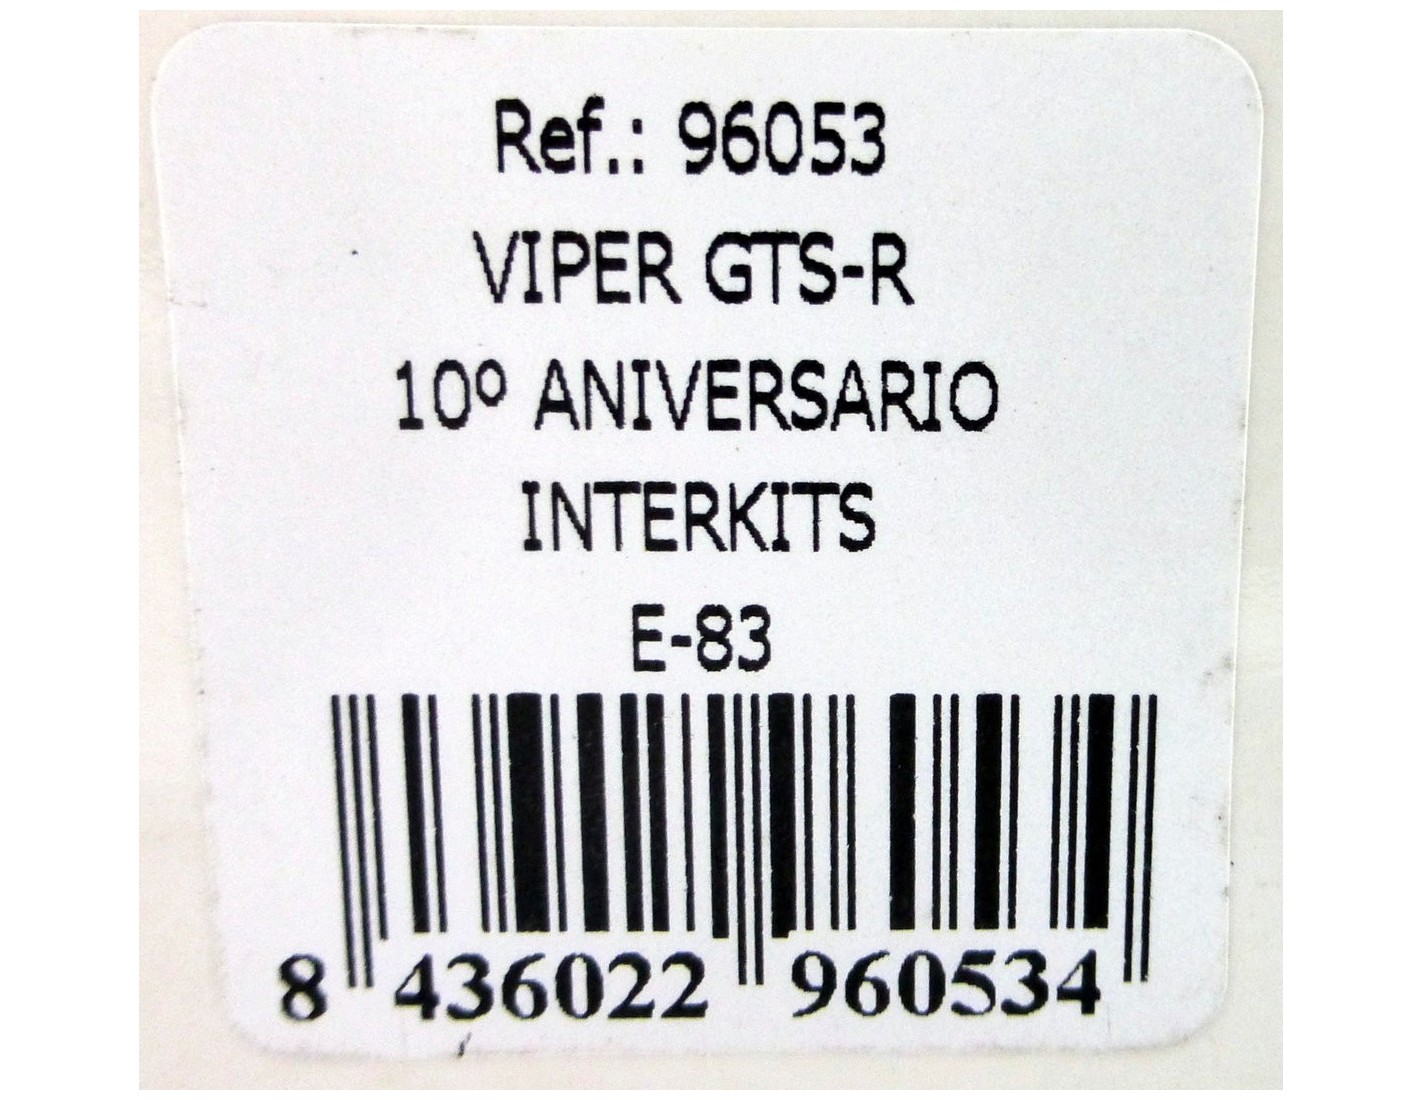 Ref.: 96053
VIPER GTS-R
10º ANIVERSARIO
INTERKITS
E-83
8 436022 960534